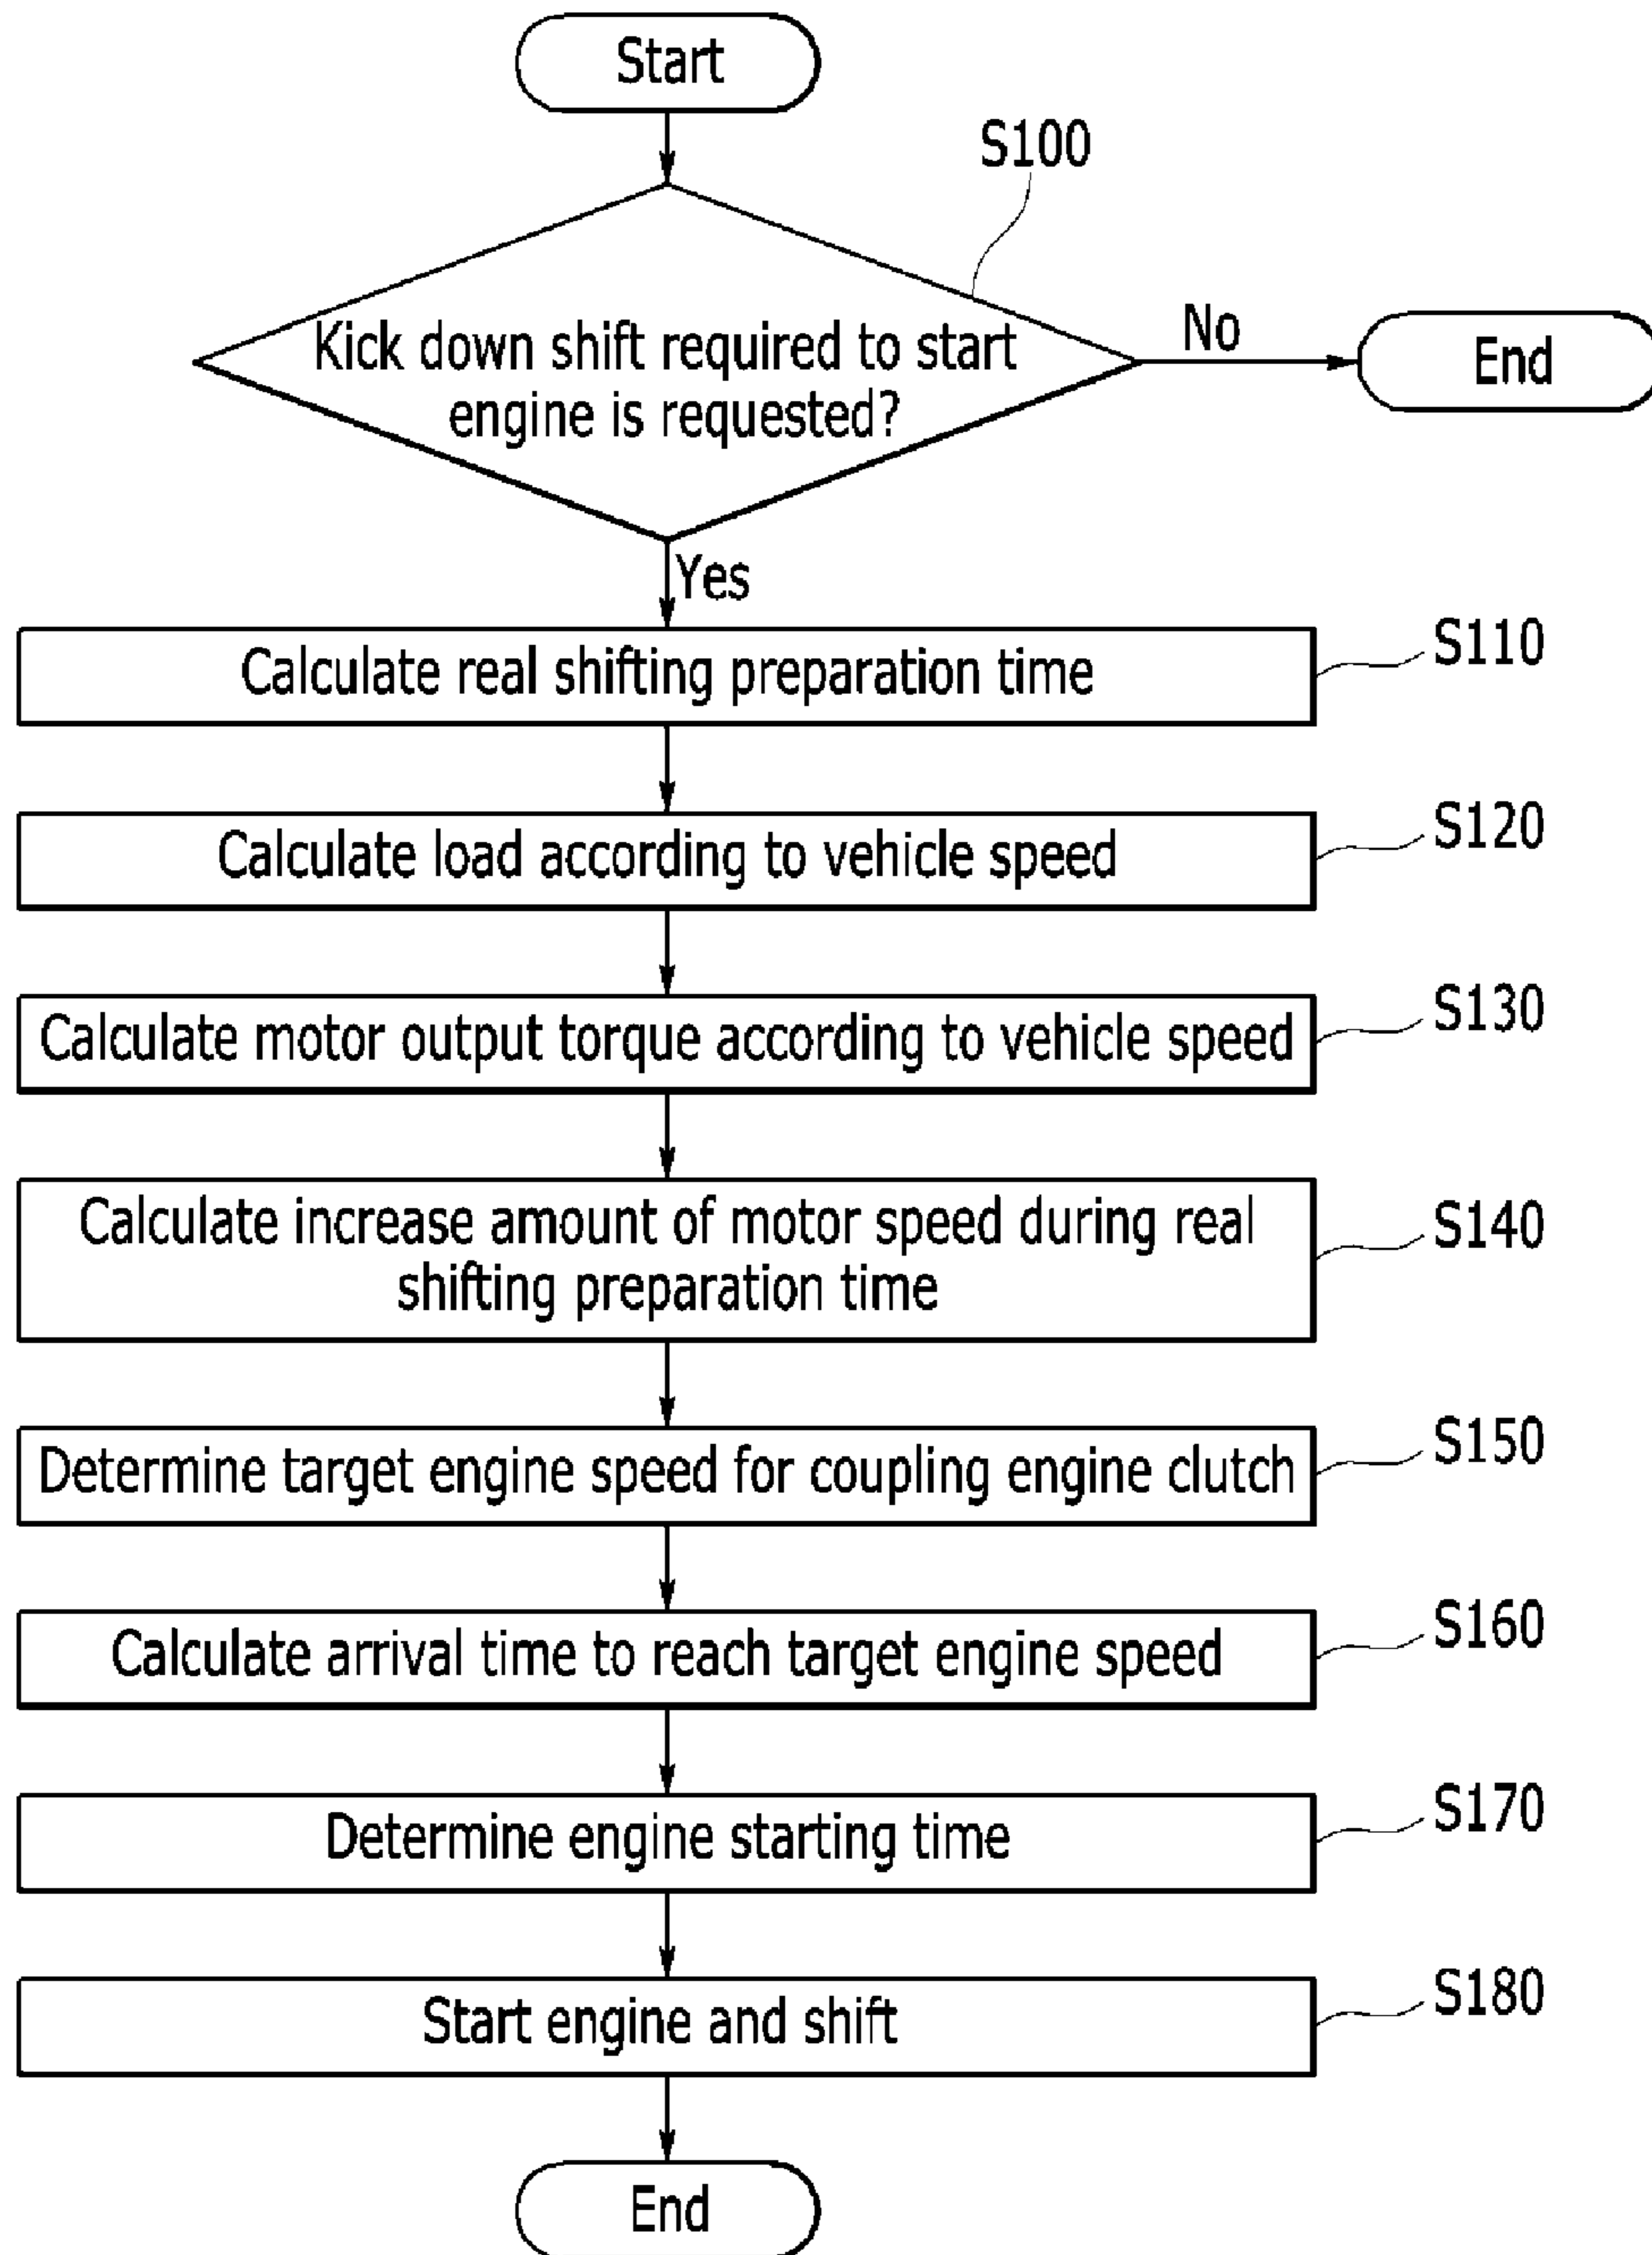 Start
S100
Kick down shift required to start
engine is requested?
No
End
Yes
Calculate real shifting preparation time
S110
Calculate load according to vehicle speed
S120
Calculate motor output torque according to vehicle speed
S130
Calculate increase amount of motor speed during real
shifting preparation time
S140
Determine target engine speed for coupling engine clutch
S150
Calculate arrival time to reach target engine speed
S160
Determine engine starting time
S170
Start engine and shift
S180
End